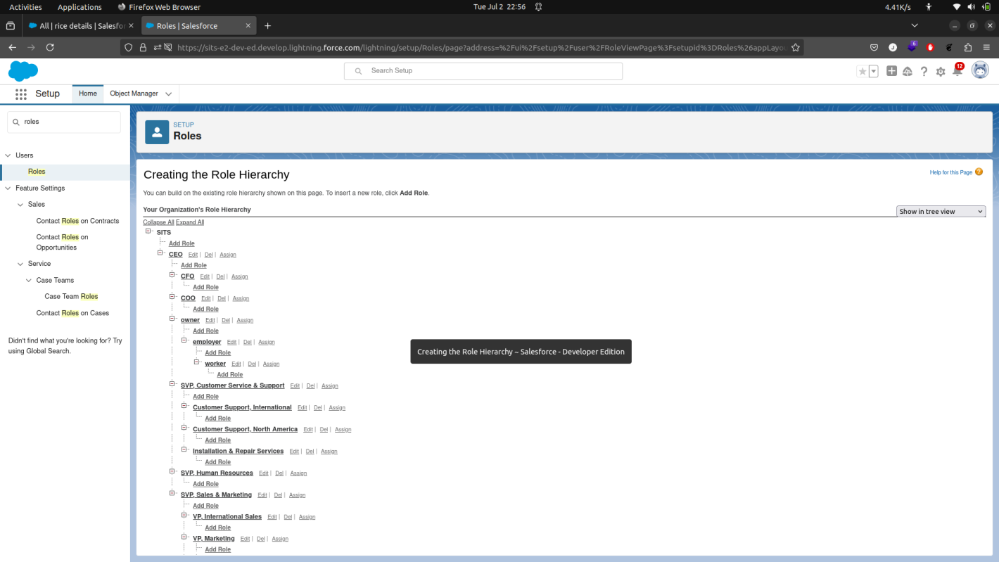 Activities Applications Firefox Web Browser Tue Jul 2 22:56 4.41K/s
All | rice details | Salesfor
Roles | Salesforce
https://sits-e2-dev-ed.develop.lightning.force.com/lightning/setup/Roles/page?address=%2Fui%2Fsetup%2Fuser%2FRoleViewPage%3Fsetupid%3DRoles%26appLayou
6
Search Setup
12
Setup Home Object Manager
roles
Users
Roles
Feature Settings
Sales
Contact Roles on Contracts
Contact Roles on
Opportunities
Service
Case Teams
Case Team Roles
Contact Roles on Cases
Didn't find what you're looking for? Try
using Global Search.
SETUP
Roles
Creating the Role Hierarchy
Help for this Page ?
You can build on the existing role hierarchy shown on this page. To insert a new role, click Add Role.
Your Organization's Role Hierarchy
Show in tree view
Collapse All Expand All
SITS
Add Role
CEO Edit | Del | Assign
Add Role
CFO Edit | Del | Assign
Add Role
COO Edit | Del | Assign
Add Role
owner Edit | Del | Assign
Add Role
employer Edit | Del | Assign
Add Role
worker Edit | Del | Assign
Add Role
SVP, Customer Service & Support Edit | Del | Assign
Add Role
Customer Support, International Edit | Del | Assign
Add Role
Customer Support, North America Edit | Del | Assign
Add Role
Installation & Repair Services Edit | Del | Assign
Add Role
SVP, Human Resources Edit | Del | Assign
Add Role
SVP, Sales & Marketing Edit | Del | Assign
Add Role
VP, International Sales Edit | Del | Assign
Add Role
VP, Marketing Edit | Del | Assign
Add Role
Creating the Role Hierarchy ~ Salesforce - Developer Edition